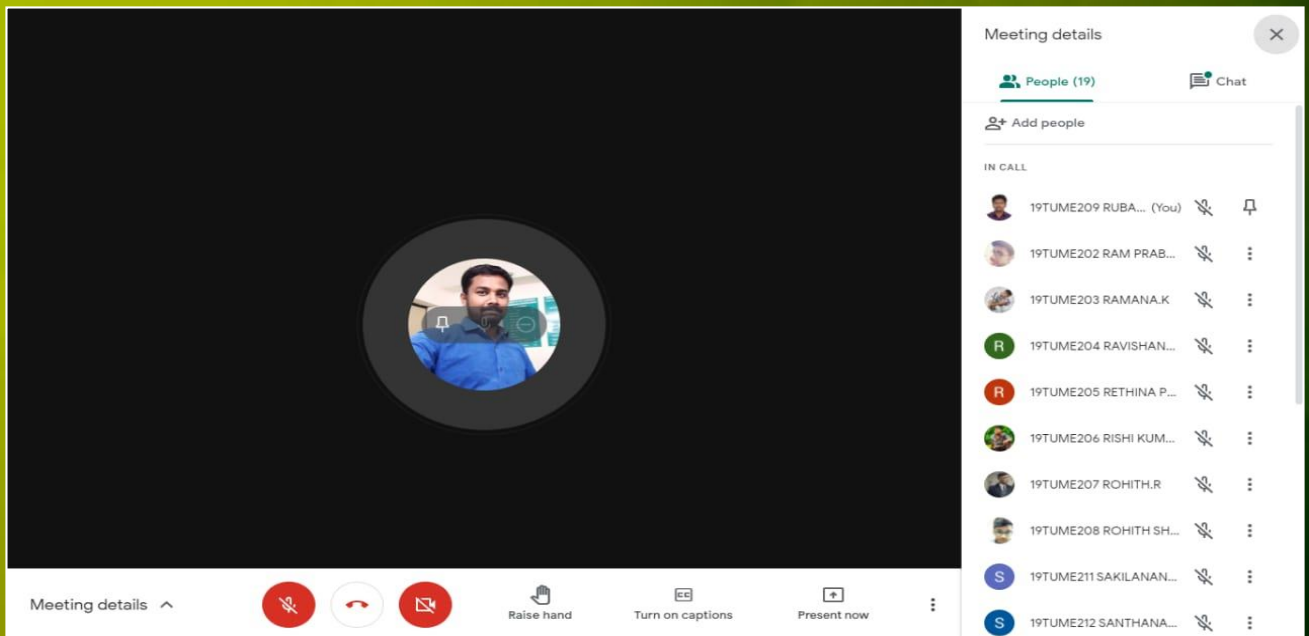 Meeting details
People (19)
Chat
Add people
IN CALL
19TUME209 RUBA... (You)
19TUME202 RAM PRAB...
19TUME203 RAMANA.K
R
19TUME204 RAVISHAN...
R
19TUME205 RETHINA P...
19TUME206 RISHI KUM...
19TUME207 ROHITH.R
19TUME208 ROHITH SH...
S
19TUME211 SAKILANAN...
S
19TUME212 SANTHANA...
Meeting details
Raise hand
CC
Turn on captions
Present now